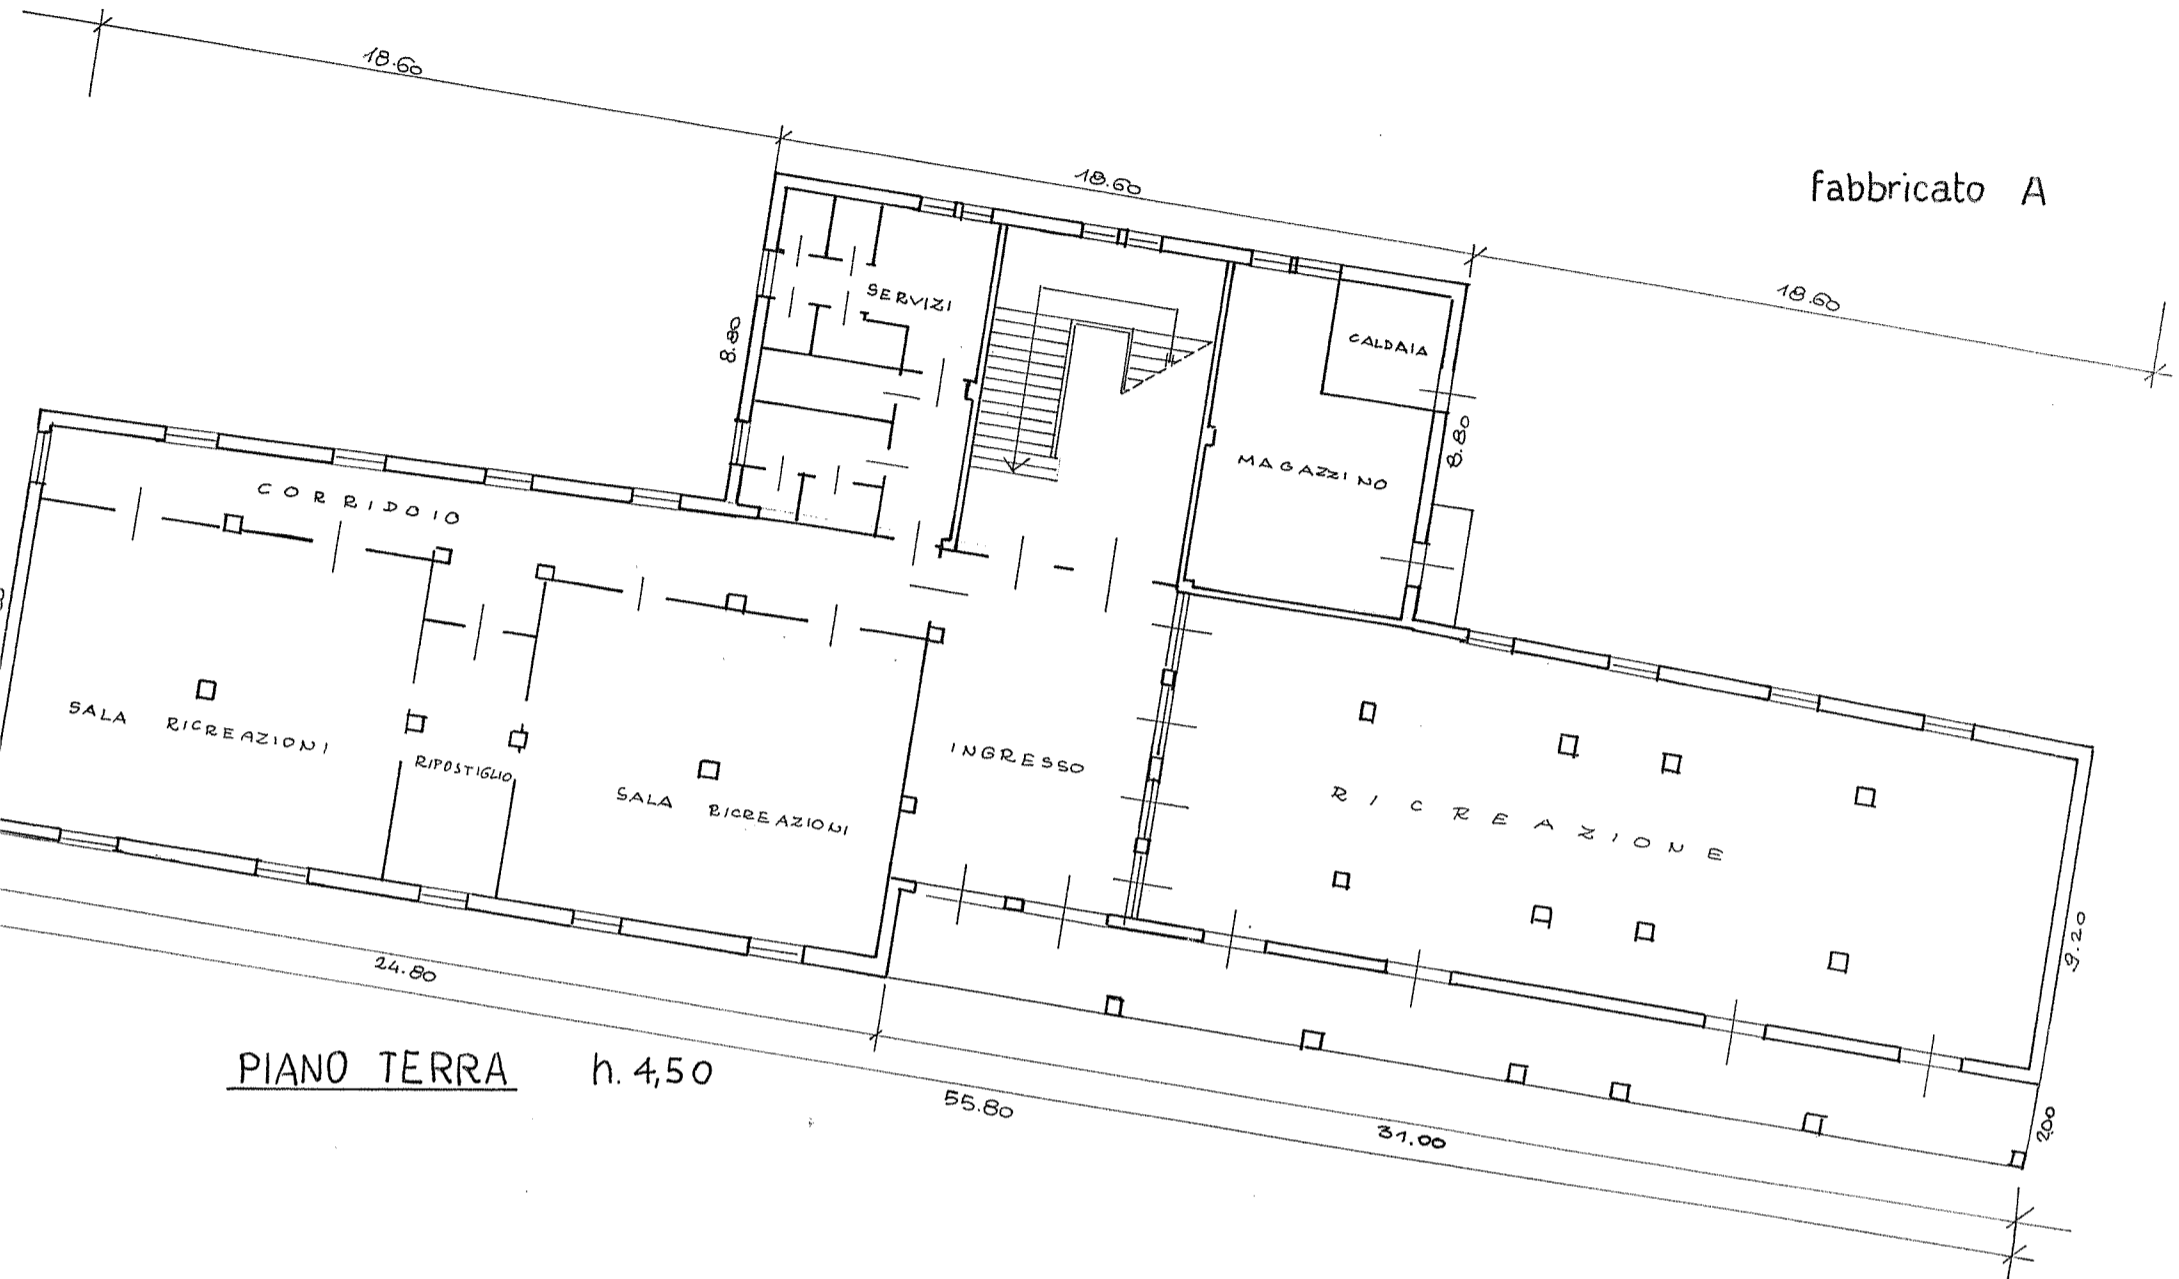 18.60
18.60
fabbricato A
18.60
SERVIZI
8.80
CALDAIA
8.80
MAGAZZINO
CORRIDOIO
SALA RICREAZIONI
RIPOSTIGLIO
SALA RICREAZIONI
INGRESSO
RICREAZIONE
9.20
24.80
PIANO TERRA h. 4,50
55.80
31.00
2.00